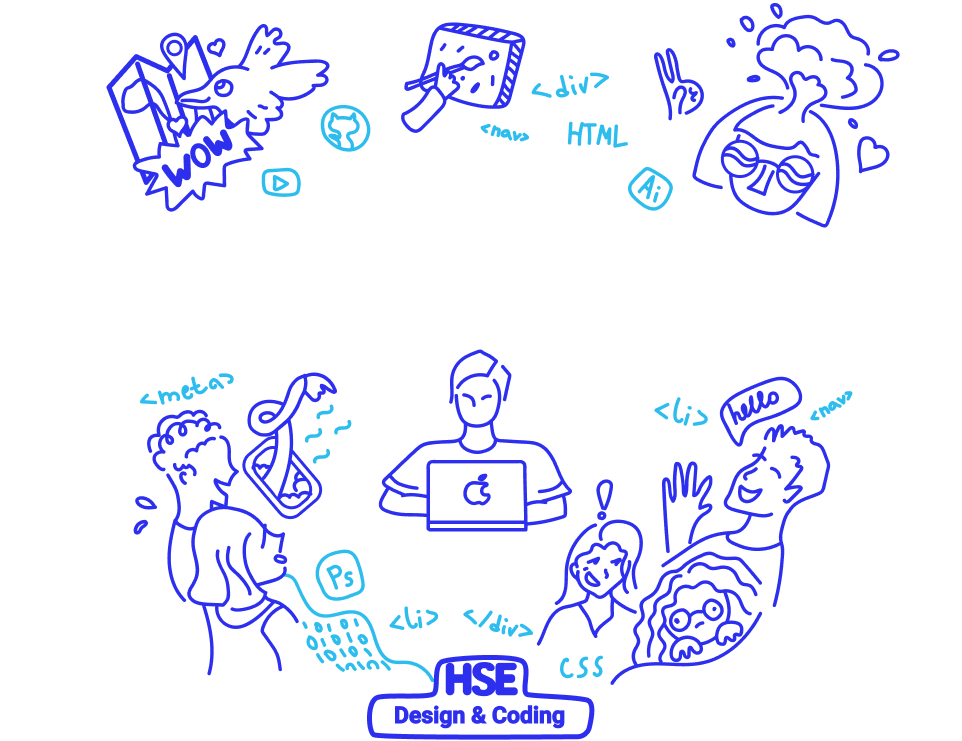 WOW
<div>
<nav>
HTML
Ai
<meta>
<li>
hello
<nav>
Ps
<li>
</div>
CSS
HSE
Design & Coding